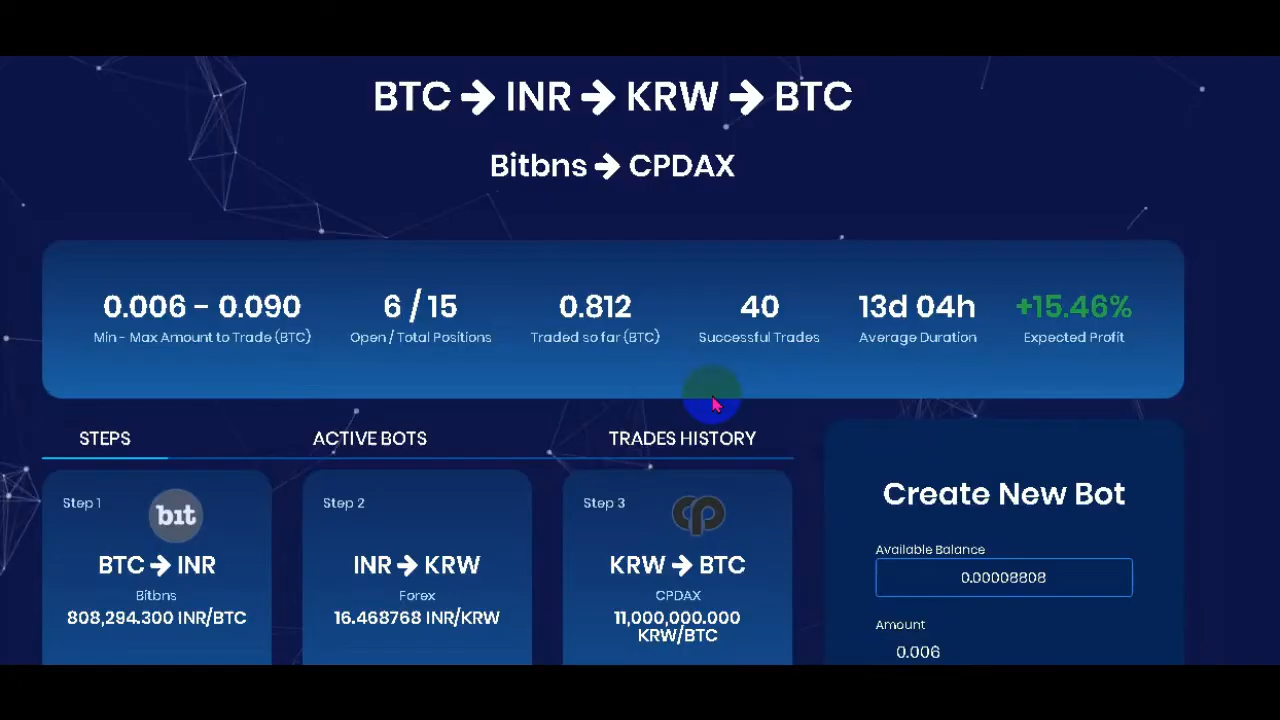 BTC → INR → KRW → BTC
Bitbns → CPDAX
0.006 - 0.090
Min - Max Amount to Trade (BTC)
6 / 15
Open / Total Positions
0.812
Traded so far (BTC)
40
Successful Trades
13d 04h
Average Duration
+15.46%
Expected Profit
STEPS
ACTIVE BOTS
TRADES HISTORY
Step 1
bit
BTC → INR
Bitbns
808,294.300 INR/BTC
Step 2
INR → KRW
Forex
16.468768 INR/KRW
Step 3
cp
KRW → BTC
CPDAX
11,000,000.000
KRW/BTC
Create New Bot
Available Balance
0.00008808
Amount
0.006